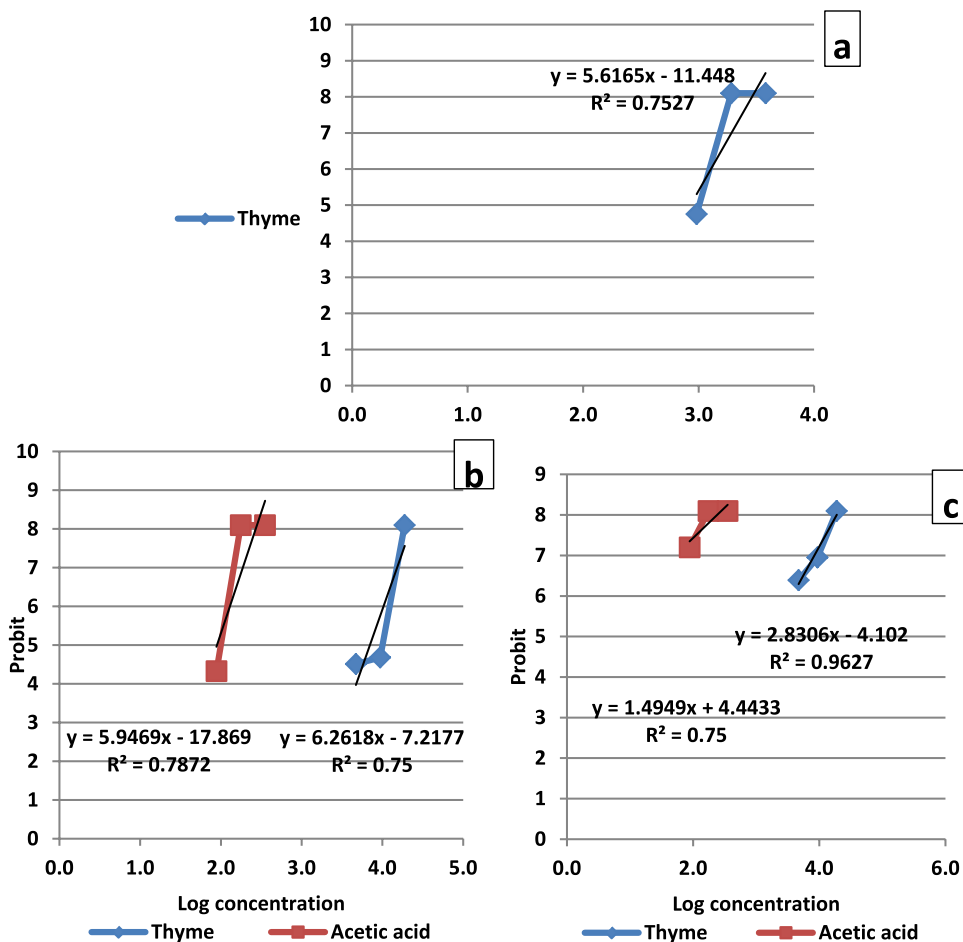 a
10
9
8
7
6
5
4
3
2
1
0
y = 5.6165x - 11.448
R² = 0.7527
Thyme
0.0 1.0 2.0 3.0 4.0
b
10
9
8
7
6
5
4
3
2
1
0
Probit
y = 5.9469x - 17.869
R² = 0.7872
y = 6.2618x - 7.2177
R² = 0.75
0.0 1.0 2.0 3.0 4.0 5.0
Log concentration
Thyme Acetic acid
c
9
8
7
6
5
4
3
2
1
0
Probit
y = 2.8306x - 4.102
R² = 0.9627
y = 1.4949x + 4.4433
R² = 0.75
0.0 2.0 4.0 6.0
Log concentration
Thyme Acetic acid